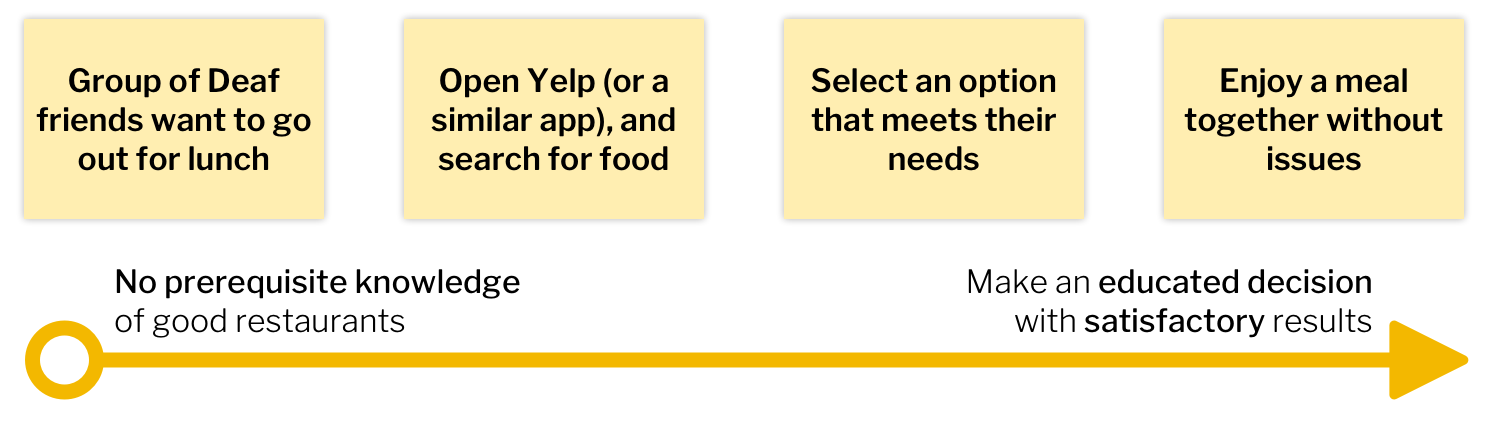 Group of Deaf
friends want to go
out for lunch
Open Yelp (or a
similar app), and
search for food
Select an option
that meets their
needs
Enjoy a meal
together without
issues
No prerequisite knowledge
of good restaurants
Make an educated decision
with satisfactory results